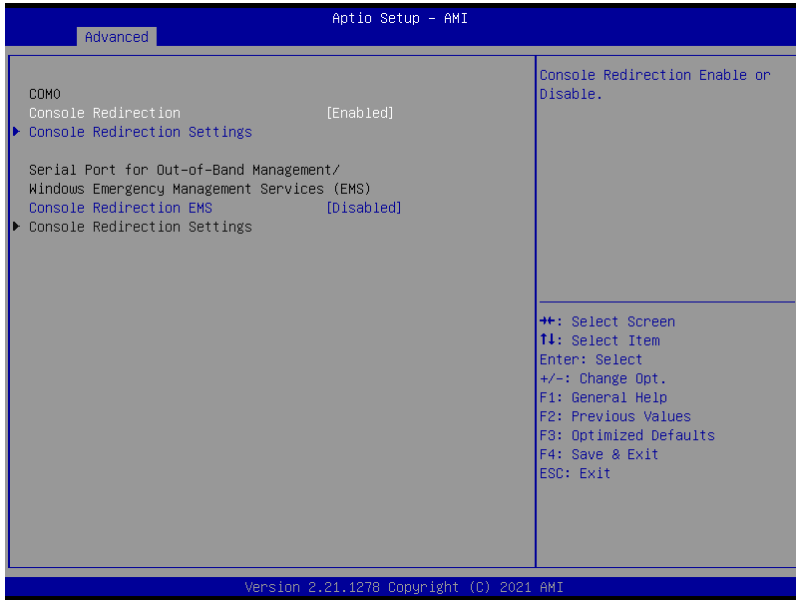 Aptio Setup – AMI
Advanced
COM0
Console Redirection [Enabled]
Console Redirection Settings
Serial Port for Out-of-Band Management/
Windows Emergency Management Services (EMS)
Console Redirection EMS [Disabled]
Console Redirection Settings
Console Redirection Enable or
Disable.
→←: Select Screen
↑↓: Select Item
Enter: Select
+/-: Change Opt.
F1: General Help
F2: Previous Values
F3: Optimized Defaults
F4: Save & Exit
ESC: Exit
Version 2.21.1278 Copyright (C) 2021 AMI